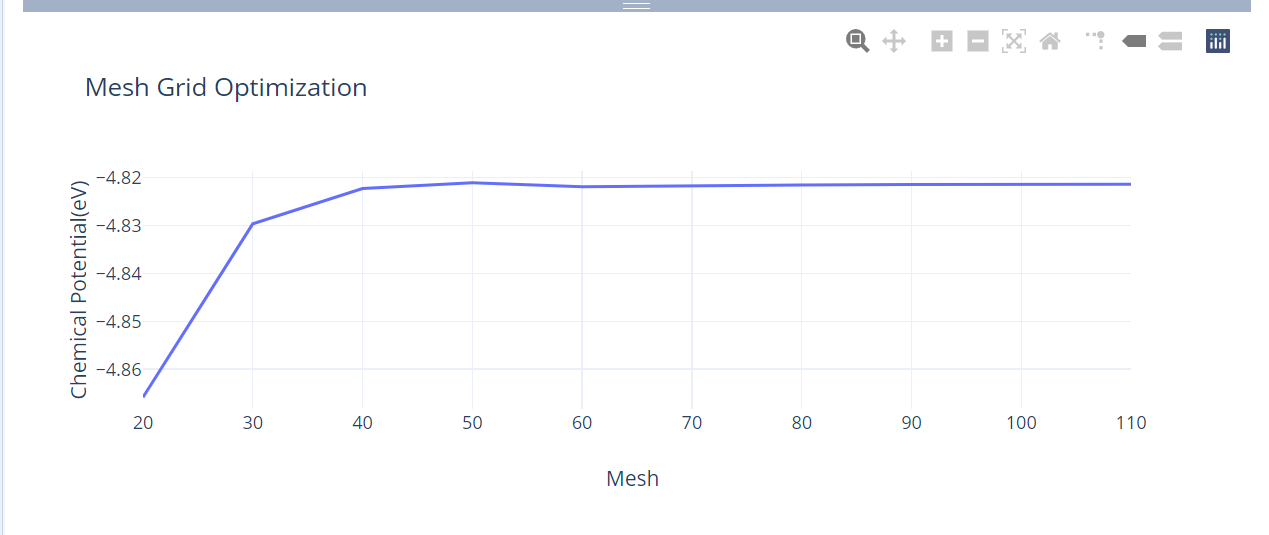 Mesh Grid Optimization
Chemical Potential(eV)
−4.82
−4.83
−4.84
−4.85
−4.86
20 30 40 50 60 70 80 90 100 110
Mesh